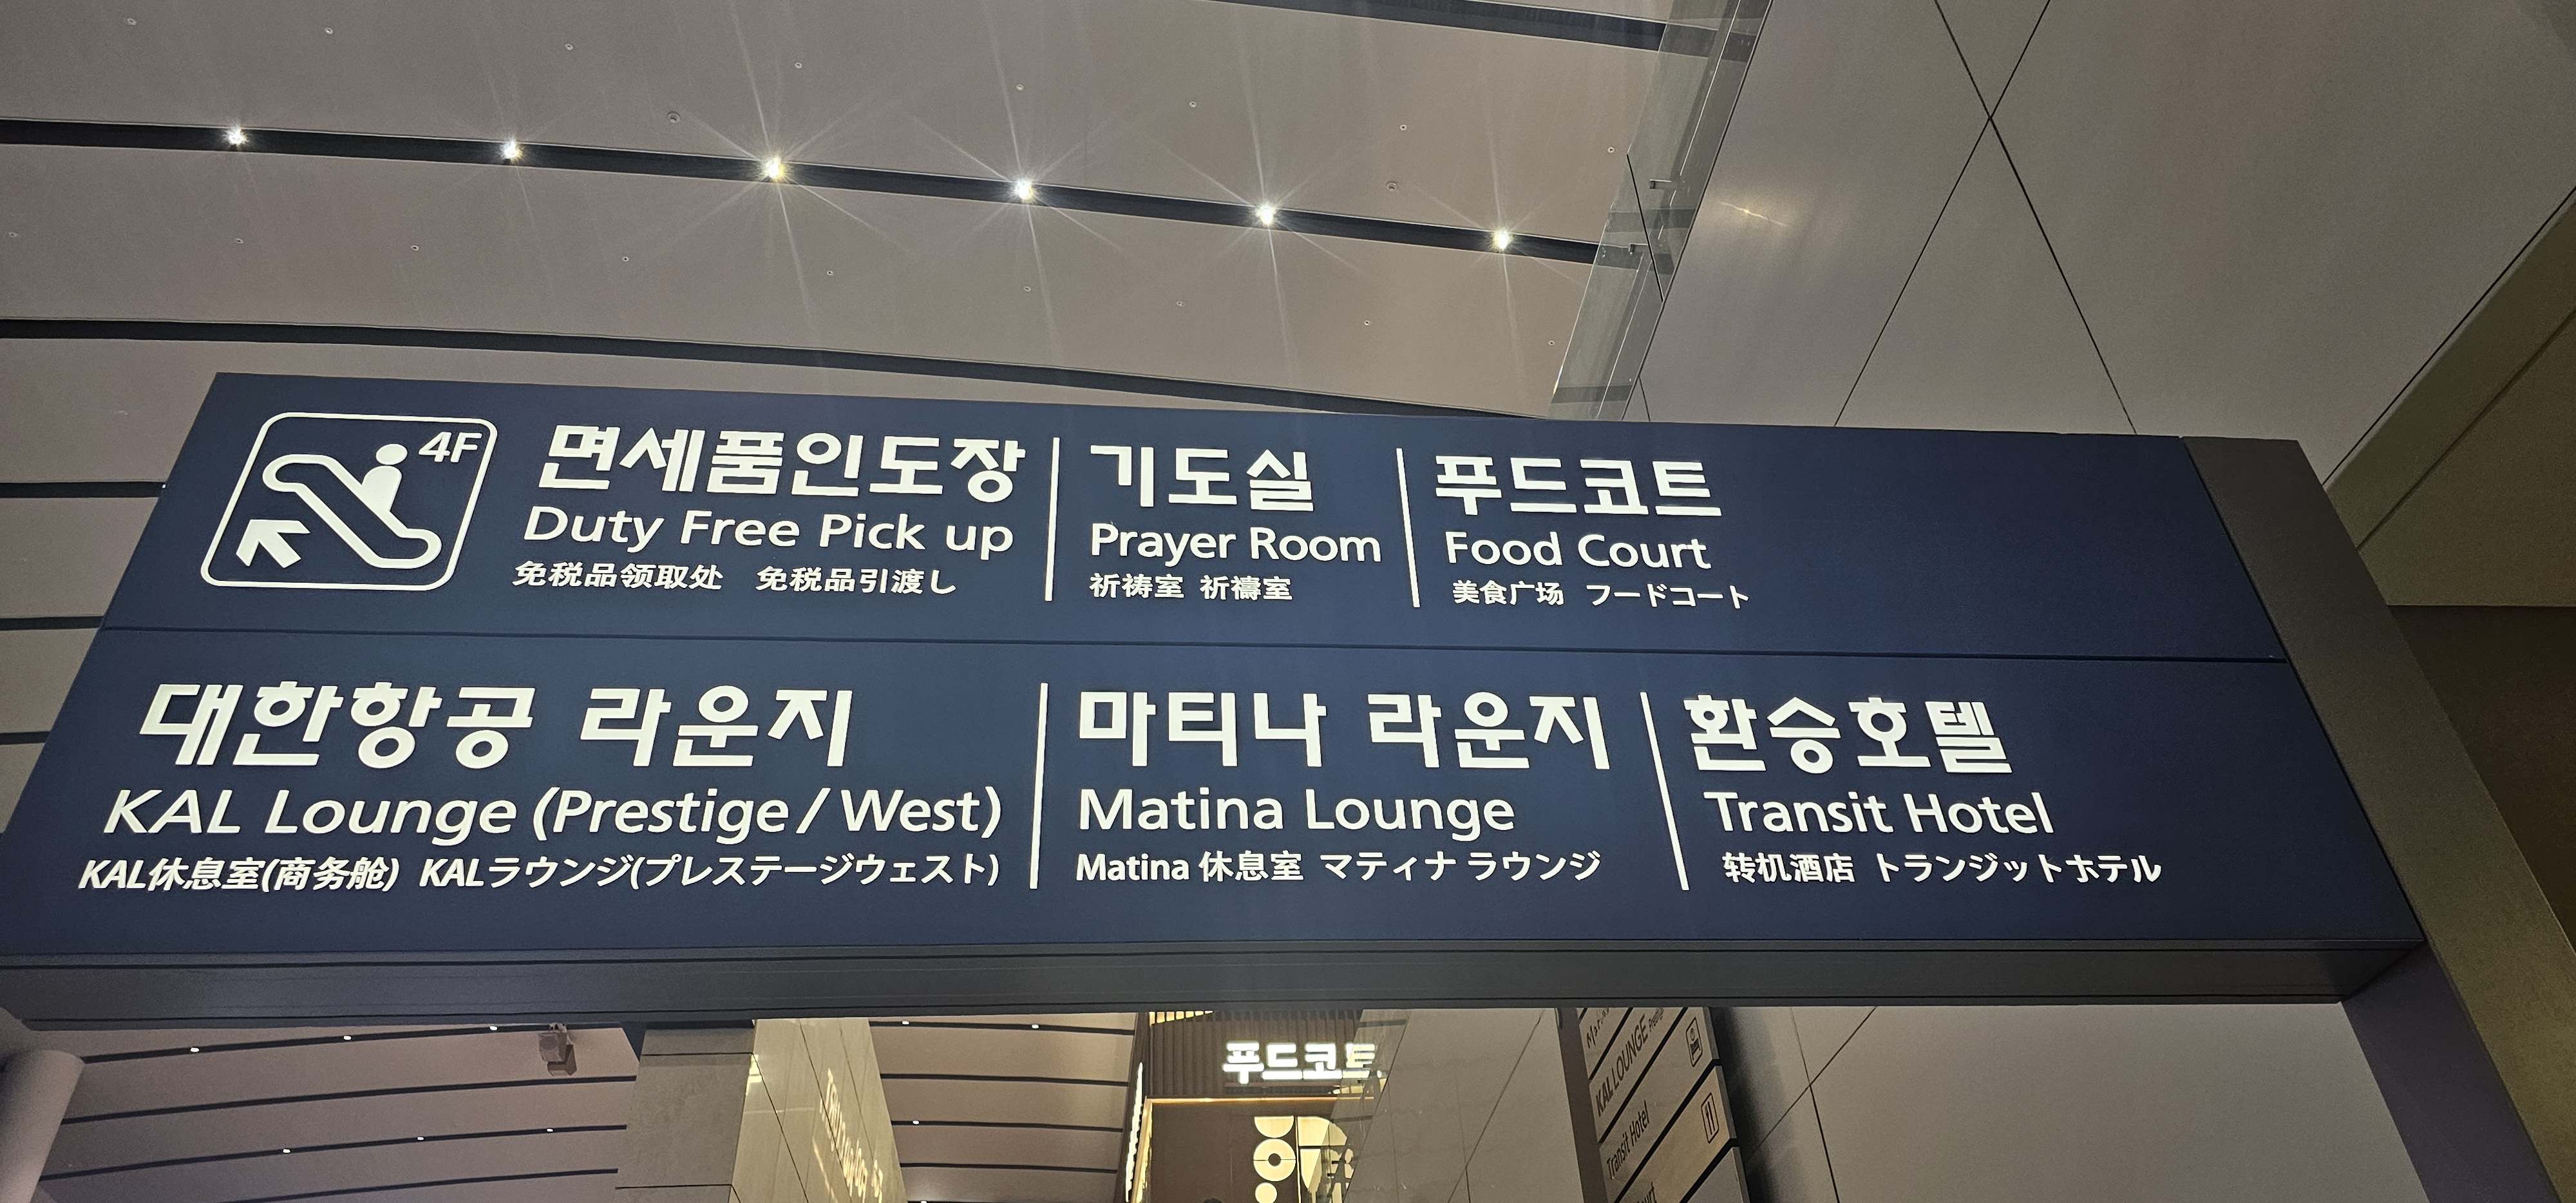 4F
면세품인도장
Duty Free Pick up
免税品领取处 免税品引渡し
기도실
Prayer Room
祈祷室 祈禱室
푸드코트
Food Court
美食广场 フードコート
대한항공 라운지
KAL Lounge (Prestige / West)
KAL休息室(商务舱) KALラウンジ(プレステージウェスト)
마티나 라운지
Matina Lounge
Matina 休息室 マティナ ラウンジ
환승호텔
Transit Hotel
转机酒店 トランジットホテル
푸드코트
KAL LOUNGE
Transit Hotel